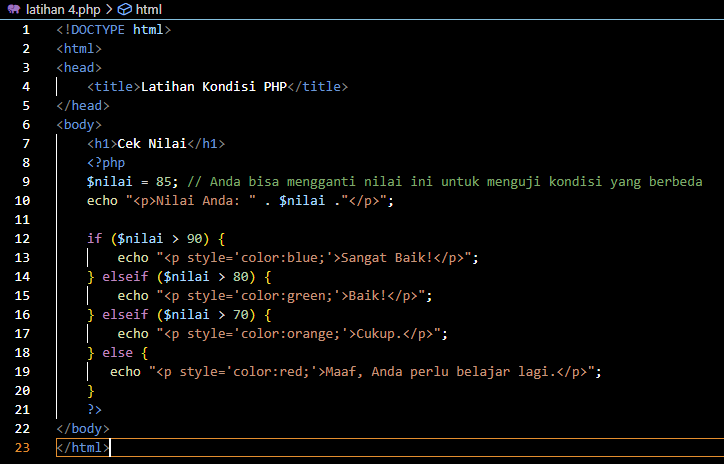 latihan 4.php > html
1 <!DOCTYPE html>
2 <html>
3 <head>
4     <title>Latihan Kondisi PHP</title>
5 </head>
6 <body>
7     <h1>Cek Nilai</h1>
8     <?php
9     $nilai = 85; // Anda bisa mengganti nilai ini untuk menguji kondisi yang berbeda
10     echo "<p>Nilai Anda: " . $nilai ."</p>";
11
12     if ($nilai > 90) {
13         echo "<p style='color:blue;'>Sangat Baik!</p>";
14     } elseif ($nilai > 80) {
15         echo "<p style='color:green;'>Baik!</p>";
16     } elseif ($nilai > 70) {
17         echo "<p style='color:orange;'>Cukup.</p>";
18     } else {
19        echo "<p style='color:red;'>Maaf, Anda perlu belajar lagi.</p>";
20     }
21     ?>
22 </body>
23 </html>